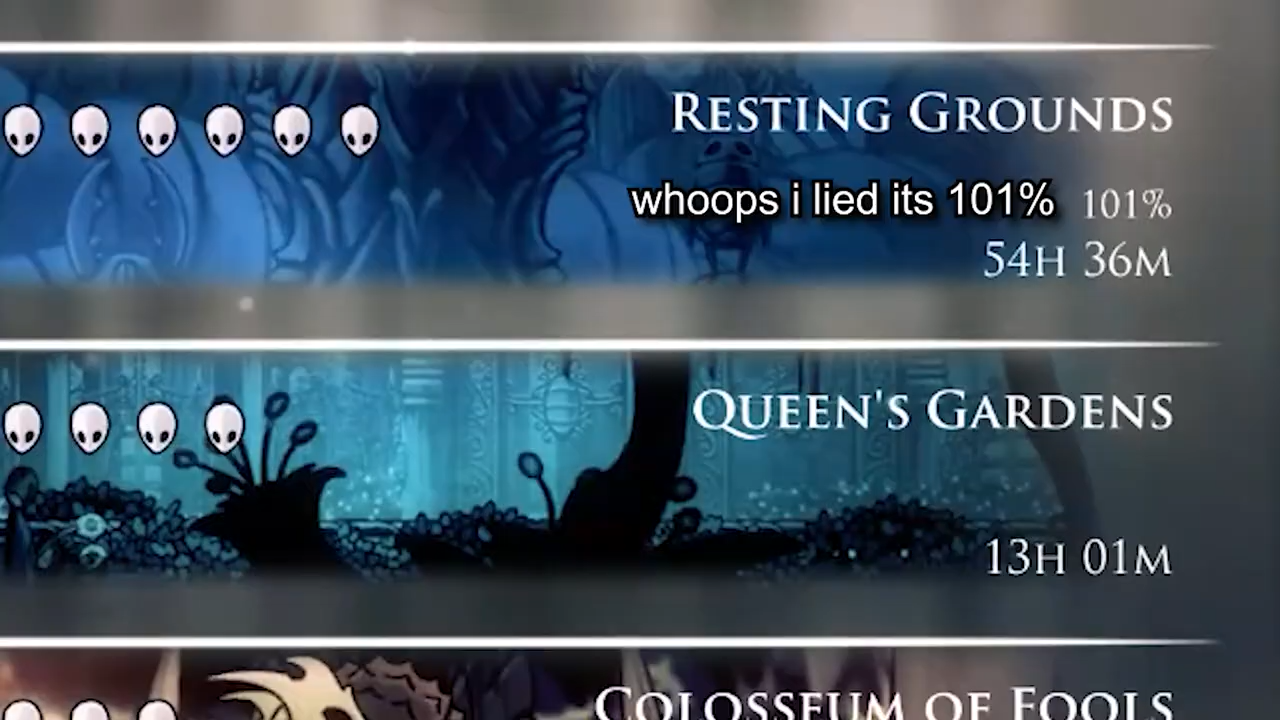 RESTING GROUNDS
whoops i lied its 101% 101%
54H 36M
QUEEN'S GARDENS
13H 01M
COLOSSEUM OF FOOLS